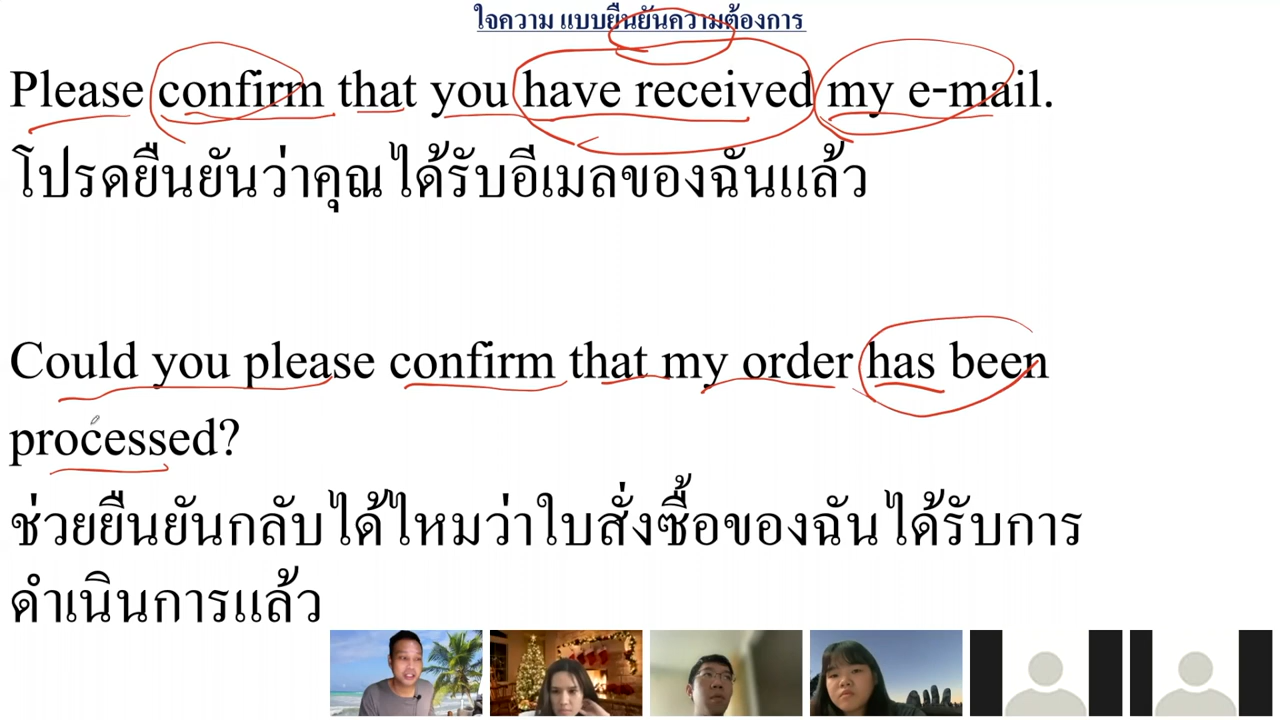 ใจความ แบบยืนยันความต้องการ
Please confirm that you have received my e-mail.
โปรดยืนยันว่าคุณได้รับอีเมลของฉันแล้ว
Could you please confirm that my order has been
processed?
ช่วยยืนยันกลับได้ไหมว่าใบสั่งซื้อของฉันได้รับการ
ดำเนินการแล้ว